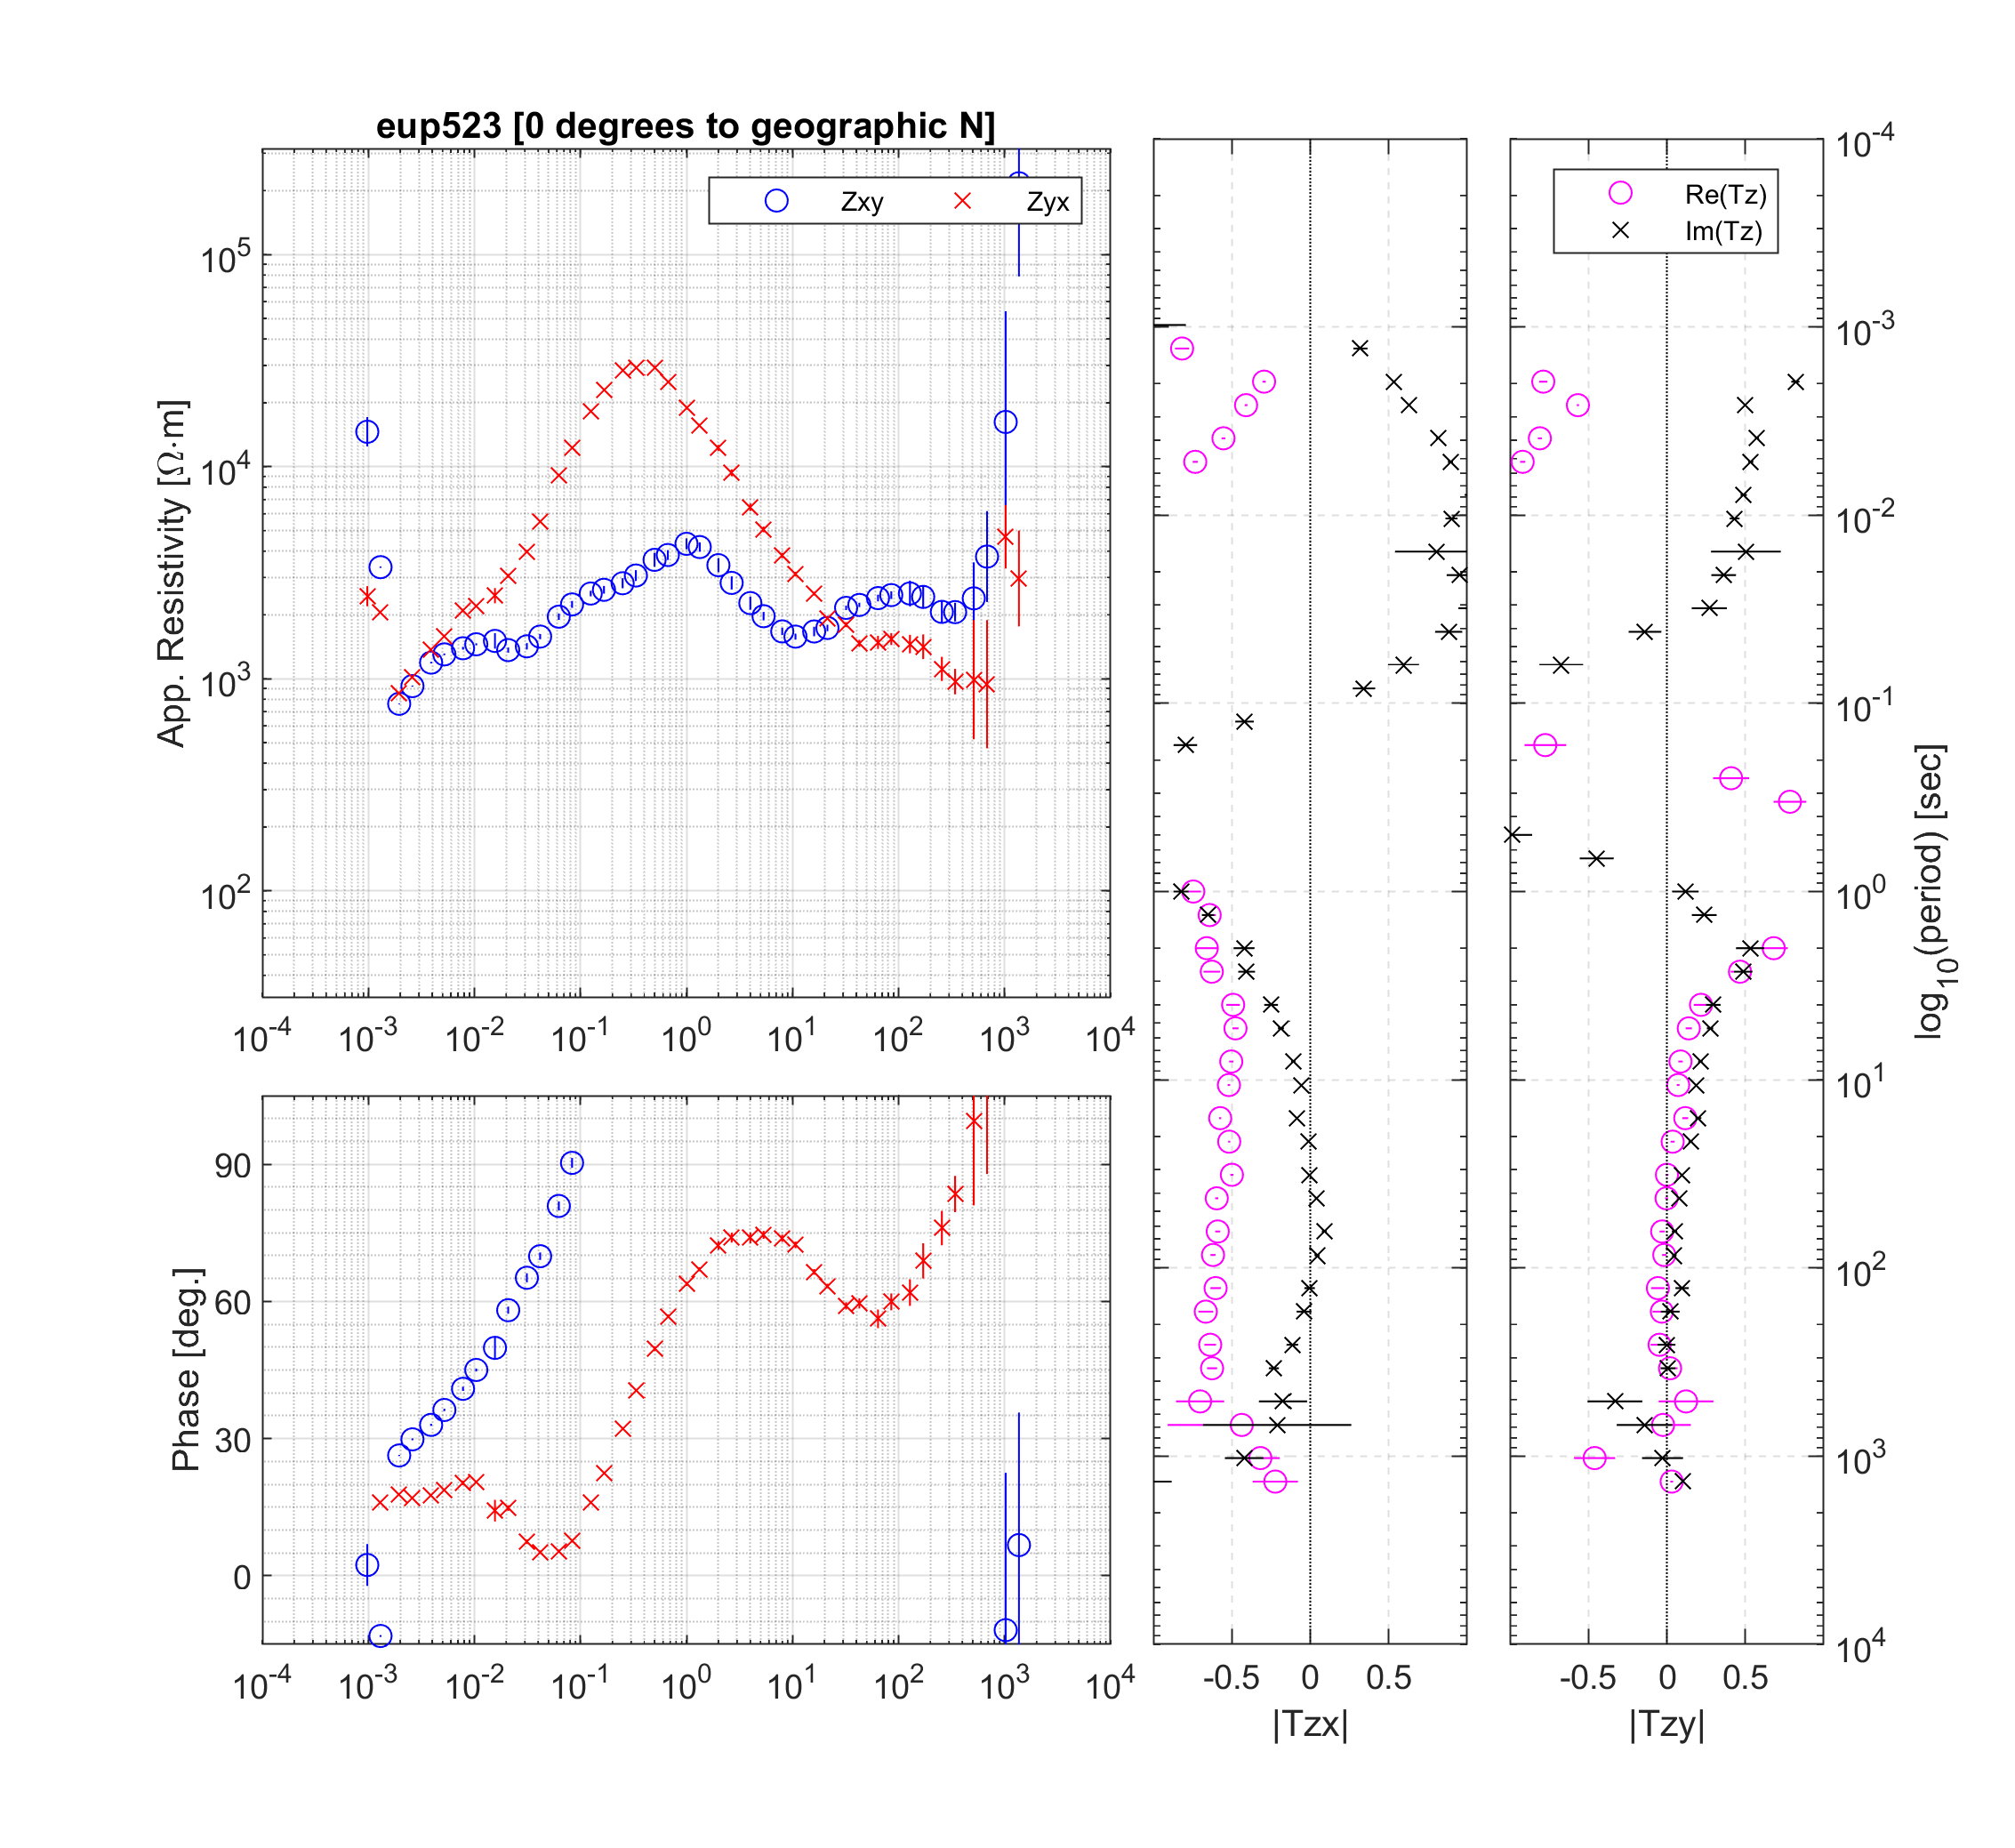 eup523 [0 degrees to geographic N]
Zxy Zyx
App. Resistivity [Ω·m]
10^5
10^4
10^3
10^2
10^-4 10^-3 10^-2 10^-1 10^0 10^1 10^2 10^3 10^4
Phase [deg.]
90
60
30
0
10^-4 10^-3 10^-2 10^-1 10^0 10^1 10^2 10^3 10^4
-0.5 0 0.5
|Tzx|
Re(Tz)
Im(Tz)
-0.5 0 0.5
|Tzy|
10^-4
10^-3
10^-2
10^-1
10^0
10^1
10^2
10^3
10^4
log10(period) [sec]